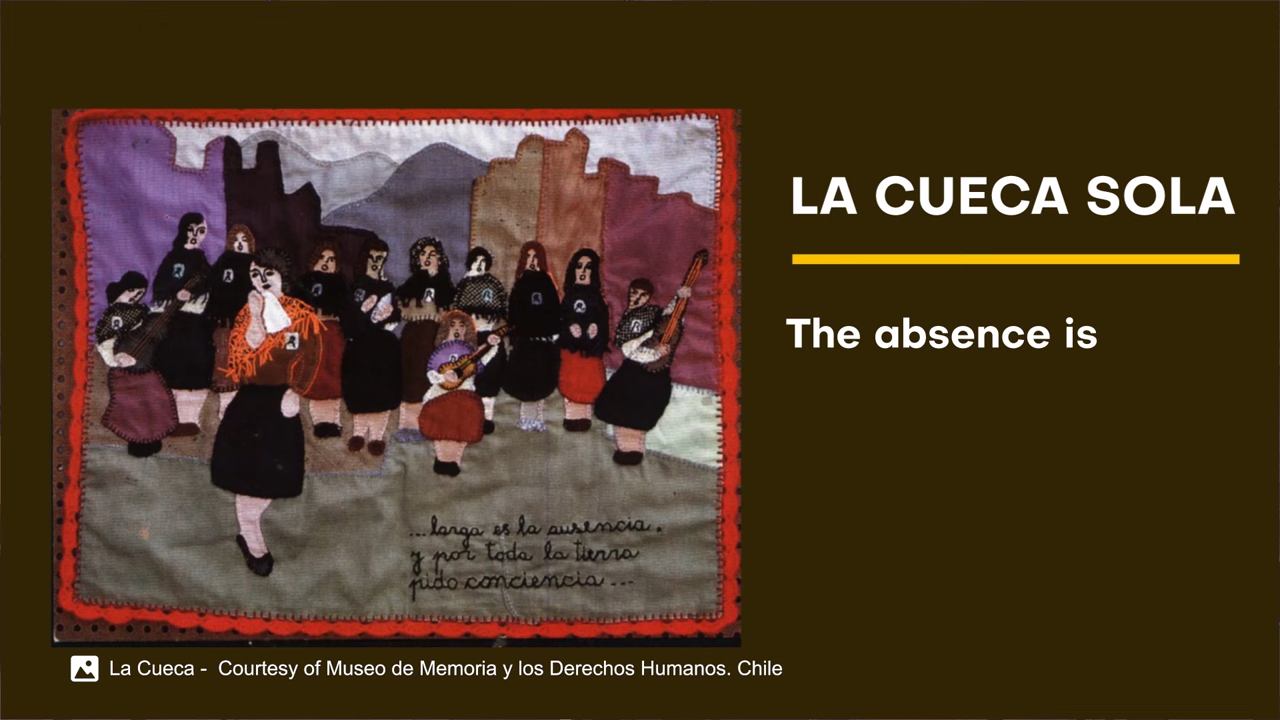 LA CUECA SOLA
The absence is
...larga es la ausencia.
y por toda la tierra
pido conciencia...
La Cueca - Courtesy of Museo de Memoria y los Derechos Humanos. Chile